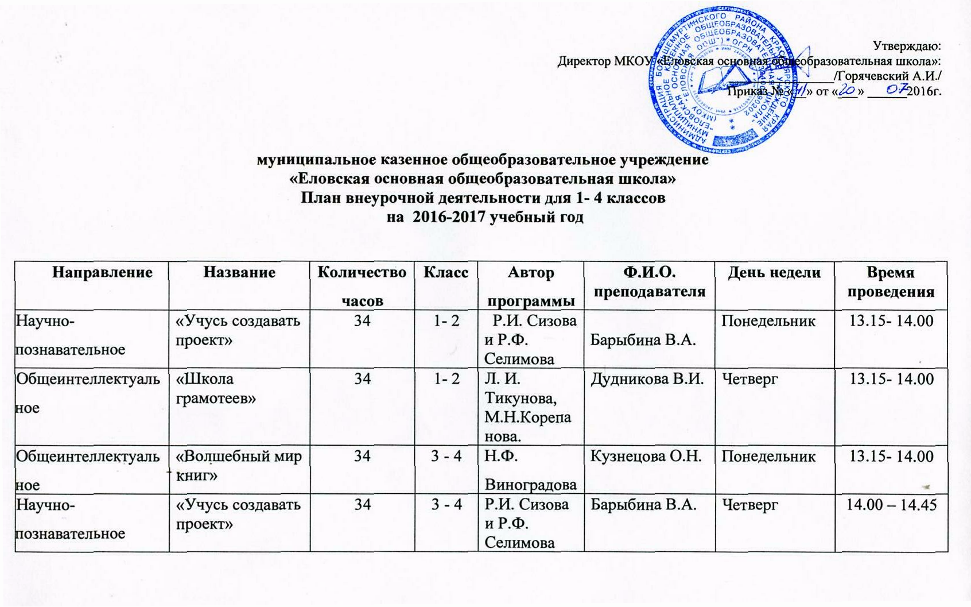 Утверждаю:
Директор МКОУ «Еловская основная общеобразовательная школа»:
/Горячевский А.И./
Приказ № « » от «20» 07 2016г.
муниципальное казенное общеобразовательное учреждение
«Еловская основная общеобразовательная школа»
План внеурочной деятельности для 1- 4 классов
на 2016-2017 учебный год
Направление Название Количество часов Класс Автор программы Ф.И.О. преподавателя День недели Время проведения
Научно-познавательное «Учусь создавать проект» 34 1- 2 Р.И. Сизова и Р.Ф. Селимова Барыбина В.А. Понедельник 13.15- 14.00
Общеинтеллектуальное «Школа грамотеев» 34 1- 2 Л. И. Тикунова, М.Н.Корепанова. Дудникова В.И. Четверг 13.15- 14.00
Общеинтеллектуальное «Волшебный мир книг» 34 3 - 4 Н.Ф. Виноградова Кузнецова О.Н. Понедельник 13.15- 14.00
Научно-познавательное «Учусь создавать проект» 34 3 - 4 Р.И. Сизова и Р.Ф. Селимова Барыбина В.А. Четверг 14.00 – 14.45